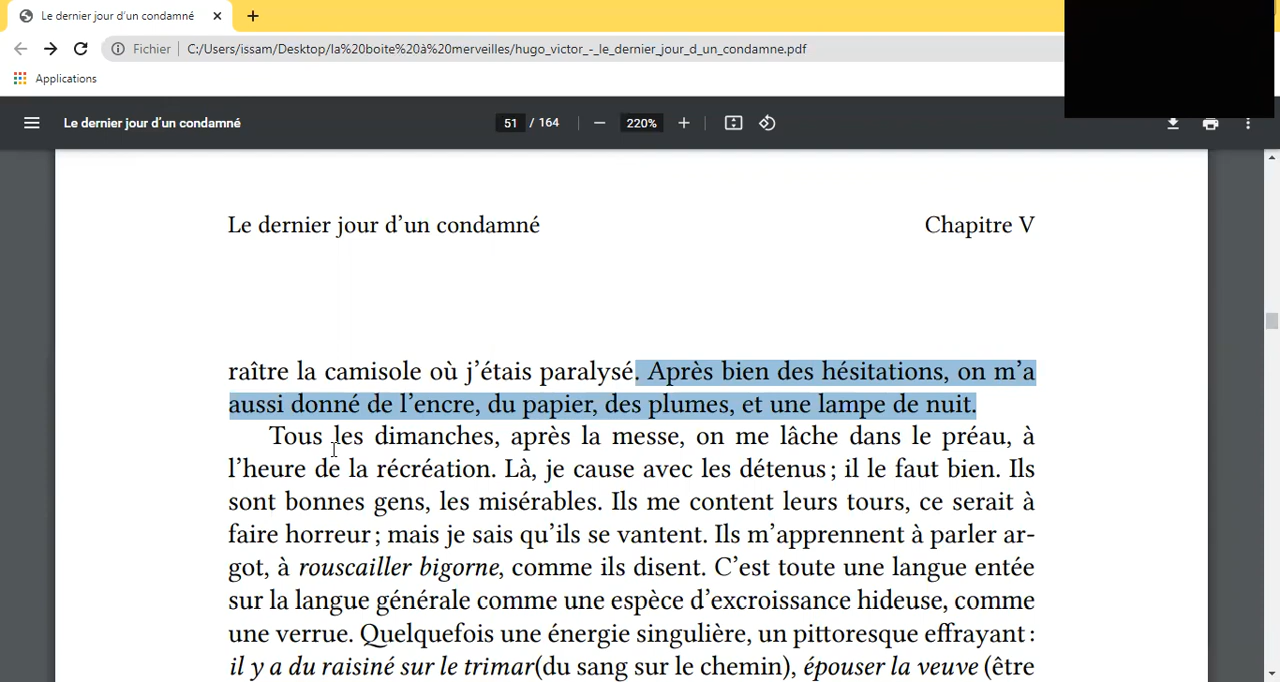 Le dernier jour d'un condamné
Fichier
C:/Users/issam/Desktop/la%20boite%20à%20merveilles/hugo_victor_-_le_dernier_jour_d_un_condamne.pdf
Applications
Le dernier jour d'un condamné
51 / 164
220%
Le dernier jour d’un condamné
Chapitre V
raître la camisole où j’étais paralysé. Après bien des hésitations, on m’a
aussi donné de l’encre, du papier, des plumes, et une lampe de nuit.
Tous les dimanches, après la messe, on me lâche dans le préau, à
l’heure de la récréation. Là, je cause avec les détenus ; il le faut bien. Ils
sont bonnes gens, les misérables. Ils me content leurs tours, ce serait à
faire horreur ; mais je sais qu’ils se vantent. Ils m’apprennent à parler ar-
got, à rouscailler bigorne, comme ils disent. C’est toute une langue entée
sur la langue générale comme une espèce d’excroissance hideuse, comme
une verrue. Quelquefois une énergie singulière, un pittoresque effrayant :
il y a du raisiné sur le trimar(du sang sur le chemin), épouser la veuve (être